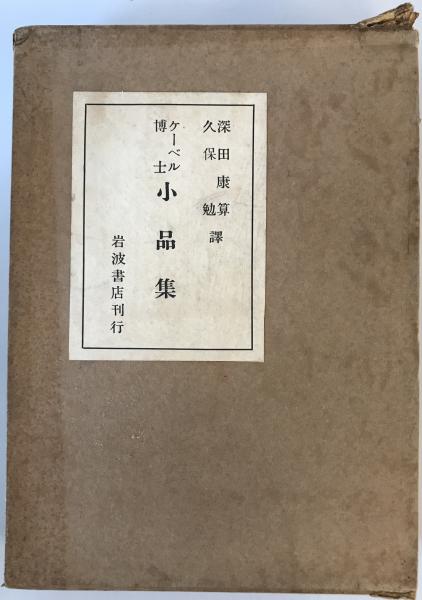 深田康算
久保勉 譯
ケーベル
博士 小品集
岩波書店刊行